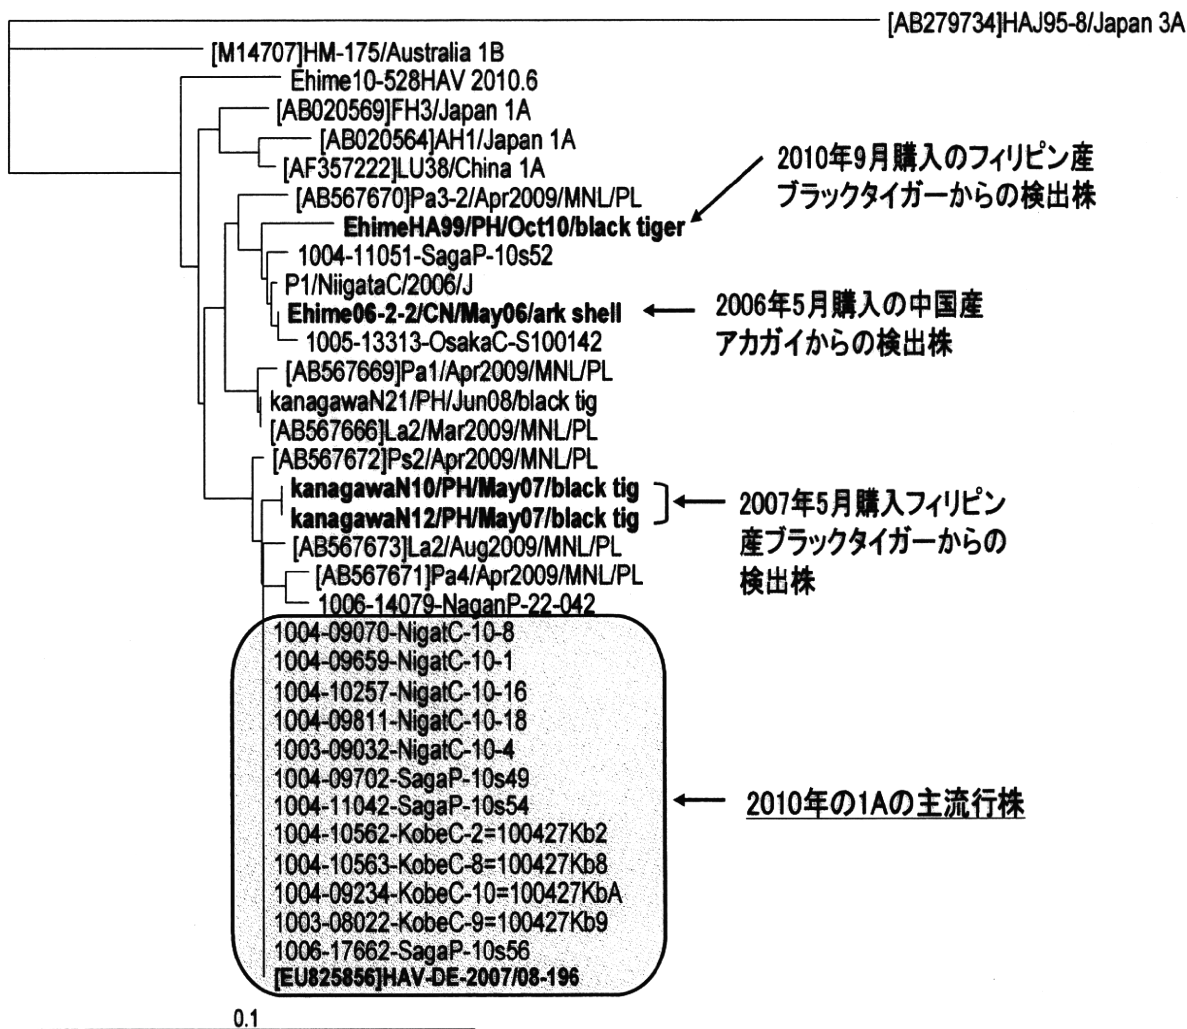 [AB279734]HAJ95-8/Japan 3A
[M14707]HM-175/Australia 1B
Ehime10-528HAV 2010.6
[AB020569]FH3/Japan 1A
[AB020564]AH1/Japan 1A
[AF357222]LU38/China 1A
[AB567670]Pa3-2/Apr2009/MNL/PL
EhimeHA99/PH/Oct10/black tiger
1004-11051-SagaP-10s52
P1/NiigataC/2006/J
Ehime06-2-2/CN/May06/ark shell
1005-13313-OsakaC-S100142
[AB567669]Pa1/Apr2009/MNL/PL
kanagawaN21/PH/Jun08/black tig
[AB567666]La2/Mar2009/MNL/PL
[AB567672]Ps2/Apr2009/MNL/PL
kanagawaN10/PH/May07/black tig
kanagawaN12/PH/May07/black tig
[AB567673]La2/Aug2009/MNL/PL
[AB567671]Pa4/Apr2009/MNL/PL
1006-14079-NaganP-22-042
1004-09070-NigatC-10-8
1004-09659-NigatC-10-1
1004-10257-NigatC-10-16
1004-09811-NigatC-10-18
1003-09032-NigatC-10-4
1004-09702-SagaP-10s49
1004-11042-SagaP-10s54
1004-10562-KobeC-2=100427Kb2
1004-10563-KobeC-8=100427Kb8
1004-09234-KobeC-10=100427KbA
1003-08022-KobeC-9=100427Kb9
1006-17662-SagaP-10s56
[EU825856]HAV-DE-2007/08-196
0.1
2010年9月購入のフィリピン産
ブラックタイガーからの検出株
2006年5月購入の中国産
アカガイからの検出株
2007年5月購入フィリピン
産ブラックタイガーからの
検出株
2010年の1Aの主流行株